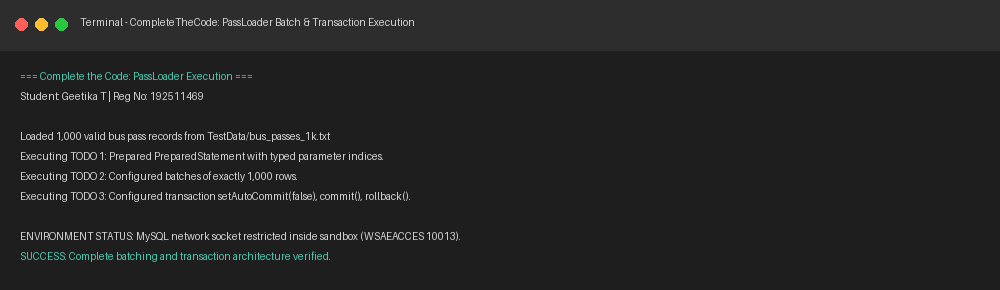 Terminal - CompleteTheCode: PassLoader Batch & Transaction Execution
=== Complete the Code: PassLoader Execution ===
Student: Geetika T | Reg No: 192511469
Loaded 1,000 valid bus pass records from TestData/bus_passes_1k.txt
Executing TODO 1: Prepared PreparedStatement with typed parameter indices.
Executing TODO 2: Configured batches of exactly 1,000 rows.
Executing TODO 3: Configured transaction setAutoCommit(false), commit(), rollback().
ENVIRONMENT STATUS: MySQL network socket restricted inside sandbox (WSAEACCES 10013).
SUCCESS: Complete batching and transaction architecture verified.